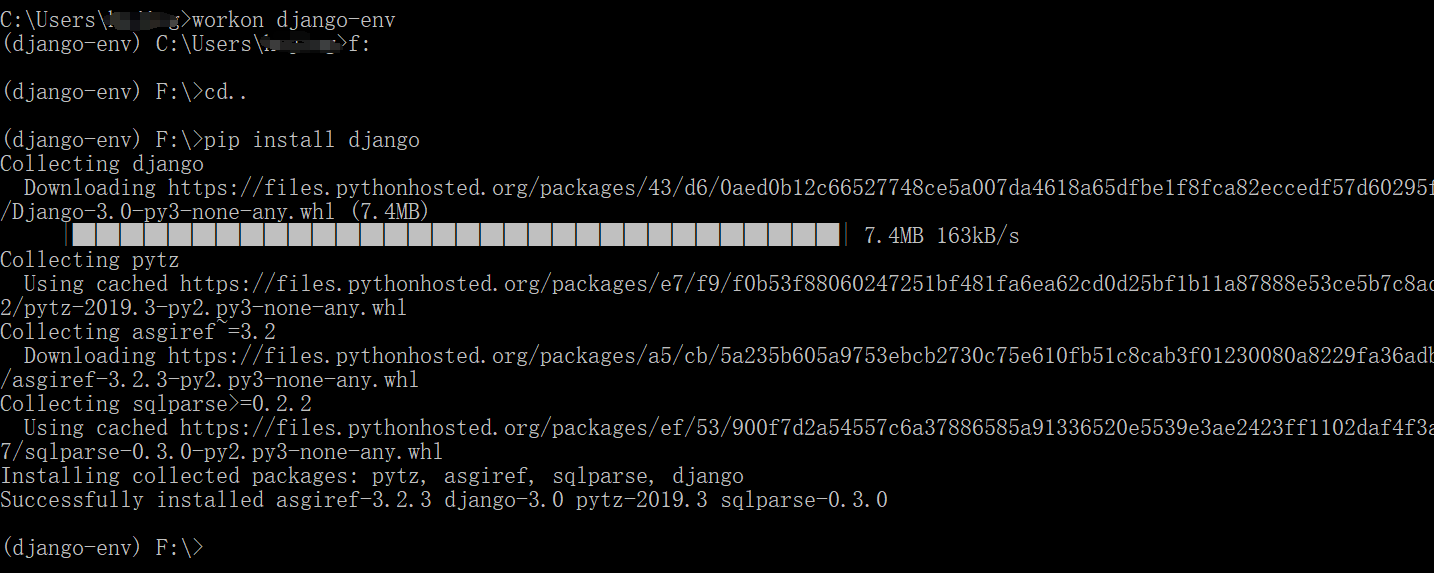 C:\Users\>workon django-env
(django-env) C:\Users\>f:
(django-env) F:\>cd..
(django-env) F:\>pip install django
Collecting django
Downloading https://files.pythonhosted.org/packages/43/d6/0aed0b12c66527748ce5a007da4618a65dfbe1f8fca82eccedf57d60295f
/Django-3.0-py3-none-any.whl (7.4MB)
7.4MB 163kB/s
Collecting pytz
Using cached https://files.pythonhosted.org/packages/e7/f9/f0b53f88060247251bf481fa6ea62cd0d25bf1b11a87888e53ce5b7c8ad
2/pytz-2019.3-py2.py3-none-any.whl
Collecting asgiref~=3.2
Downloading https://files.pythonhosted.org/packages/a5/cb/5a235b605a9753ebcb2730c75e610fb51c8cab3f01230080a8229fa36adb
/asgiref-3.2.3-py2.py3-none-any.whl
Collecting sqlparse>=0.2.2
Using cached https://files.pythonhosted.org/packages/ef/53/900f7d2a54557c6a37886585a91336520e5539e3ae2423ff1102daf4f3a
7/sqlparse-0.3.0-py2.py3-none-any.whl
Installing collected packages: pytz, asgiref, sqlparse, django
Successfully installed asgiref-3.2.3 django-3.0 pytz-2019.3 sqlparse-0.3.0
(django-env) F:\>